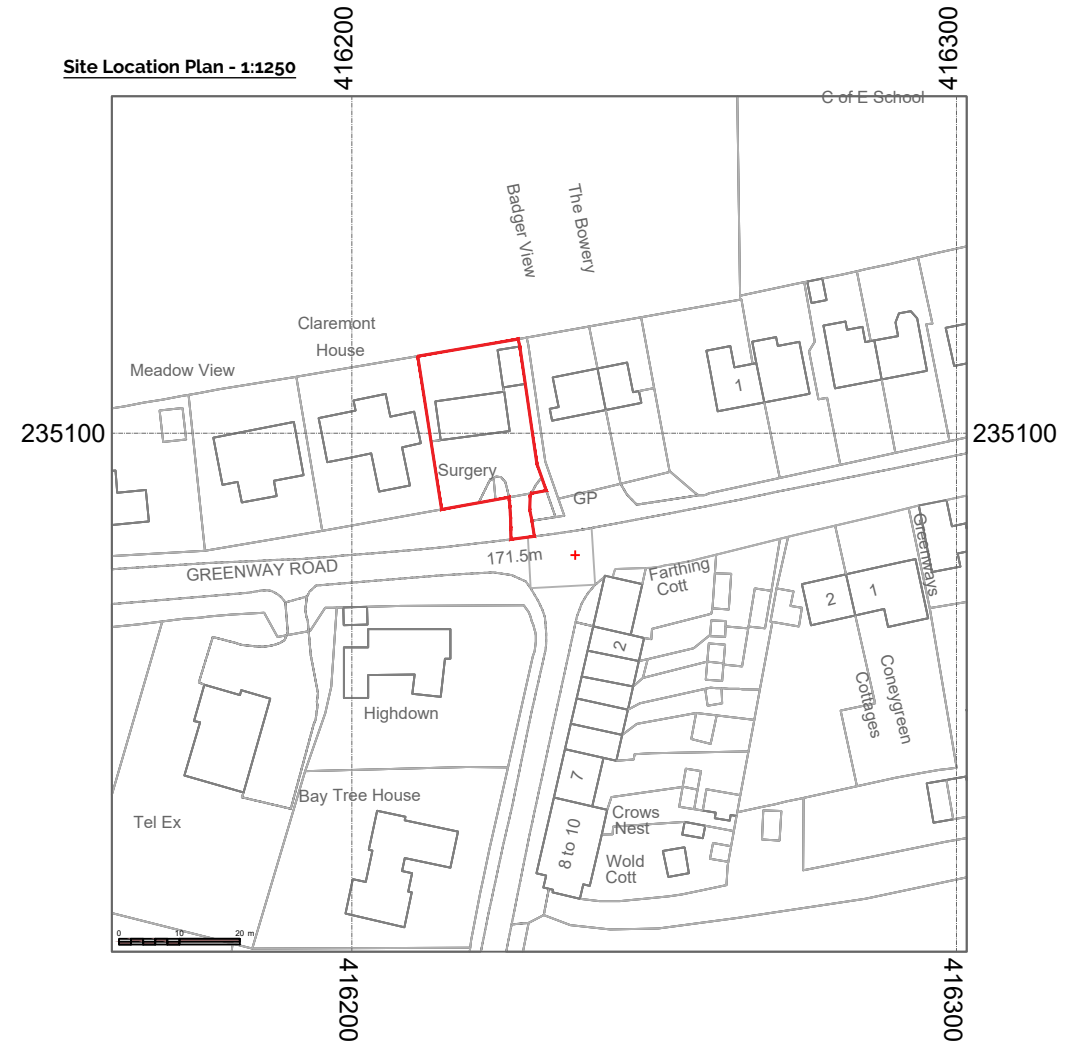 416200
416300
Site Location Plan - 1:1250
C of E School
Badger View
The Bowery
Claremont
House
Meadow View
1
235100
235100
Surgery
GP
171.5m
GREENWAY ROAD
Farthing
Cott
Greenways
2
1
2
Coneygreen
Cottages
Highdown
7
Bay Tree House
Tel Ex
Crows
Nest
8 to 10
Wold
Cott
0 10 20 m
416200
416300